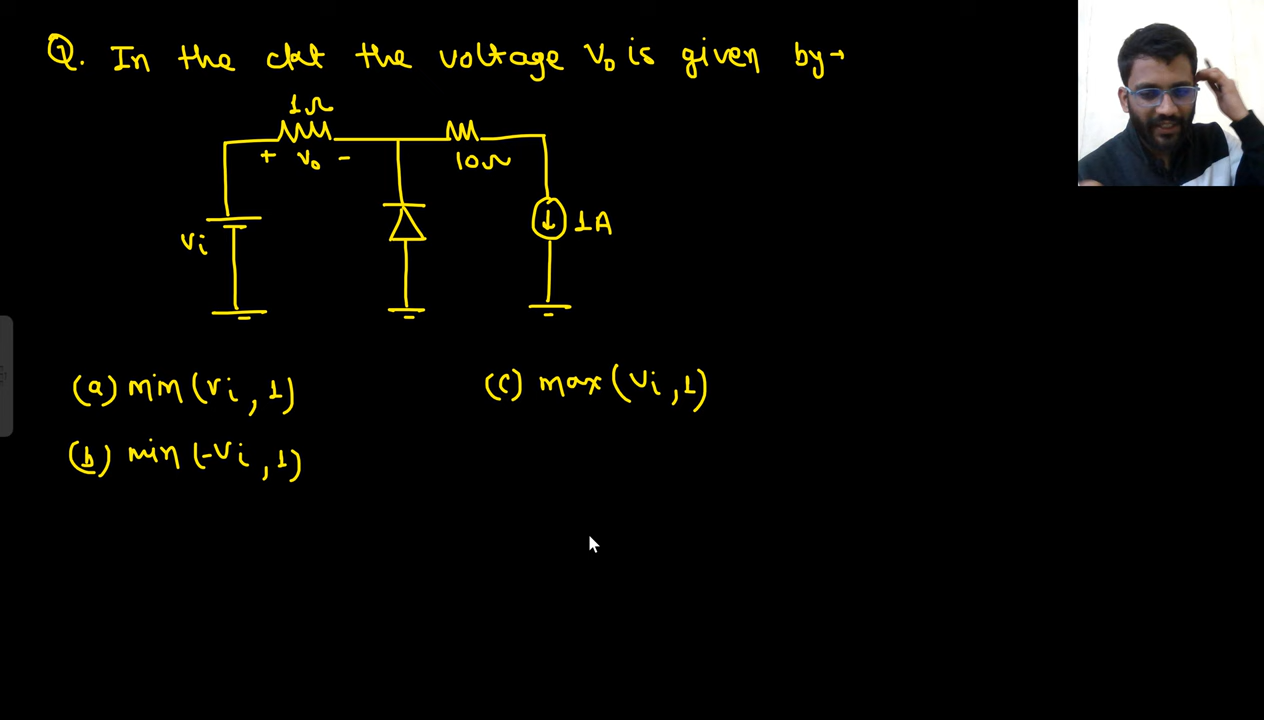 Q. In the ckt the voltage V₀ is given by→
1Ω
+ V₀ -
10Ω
Vi
1A
(a) min(Vi, 1)
(c) max(Vi, 1)
(b) min(-Vi, 1)